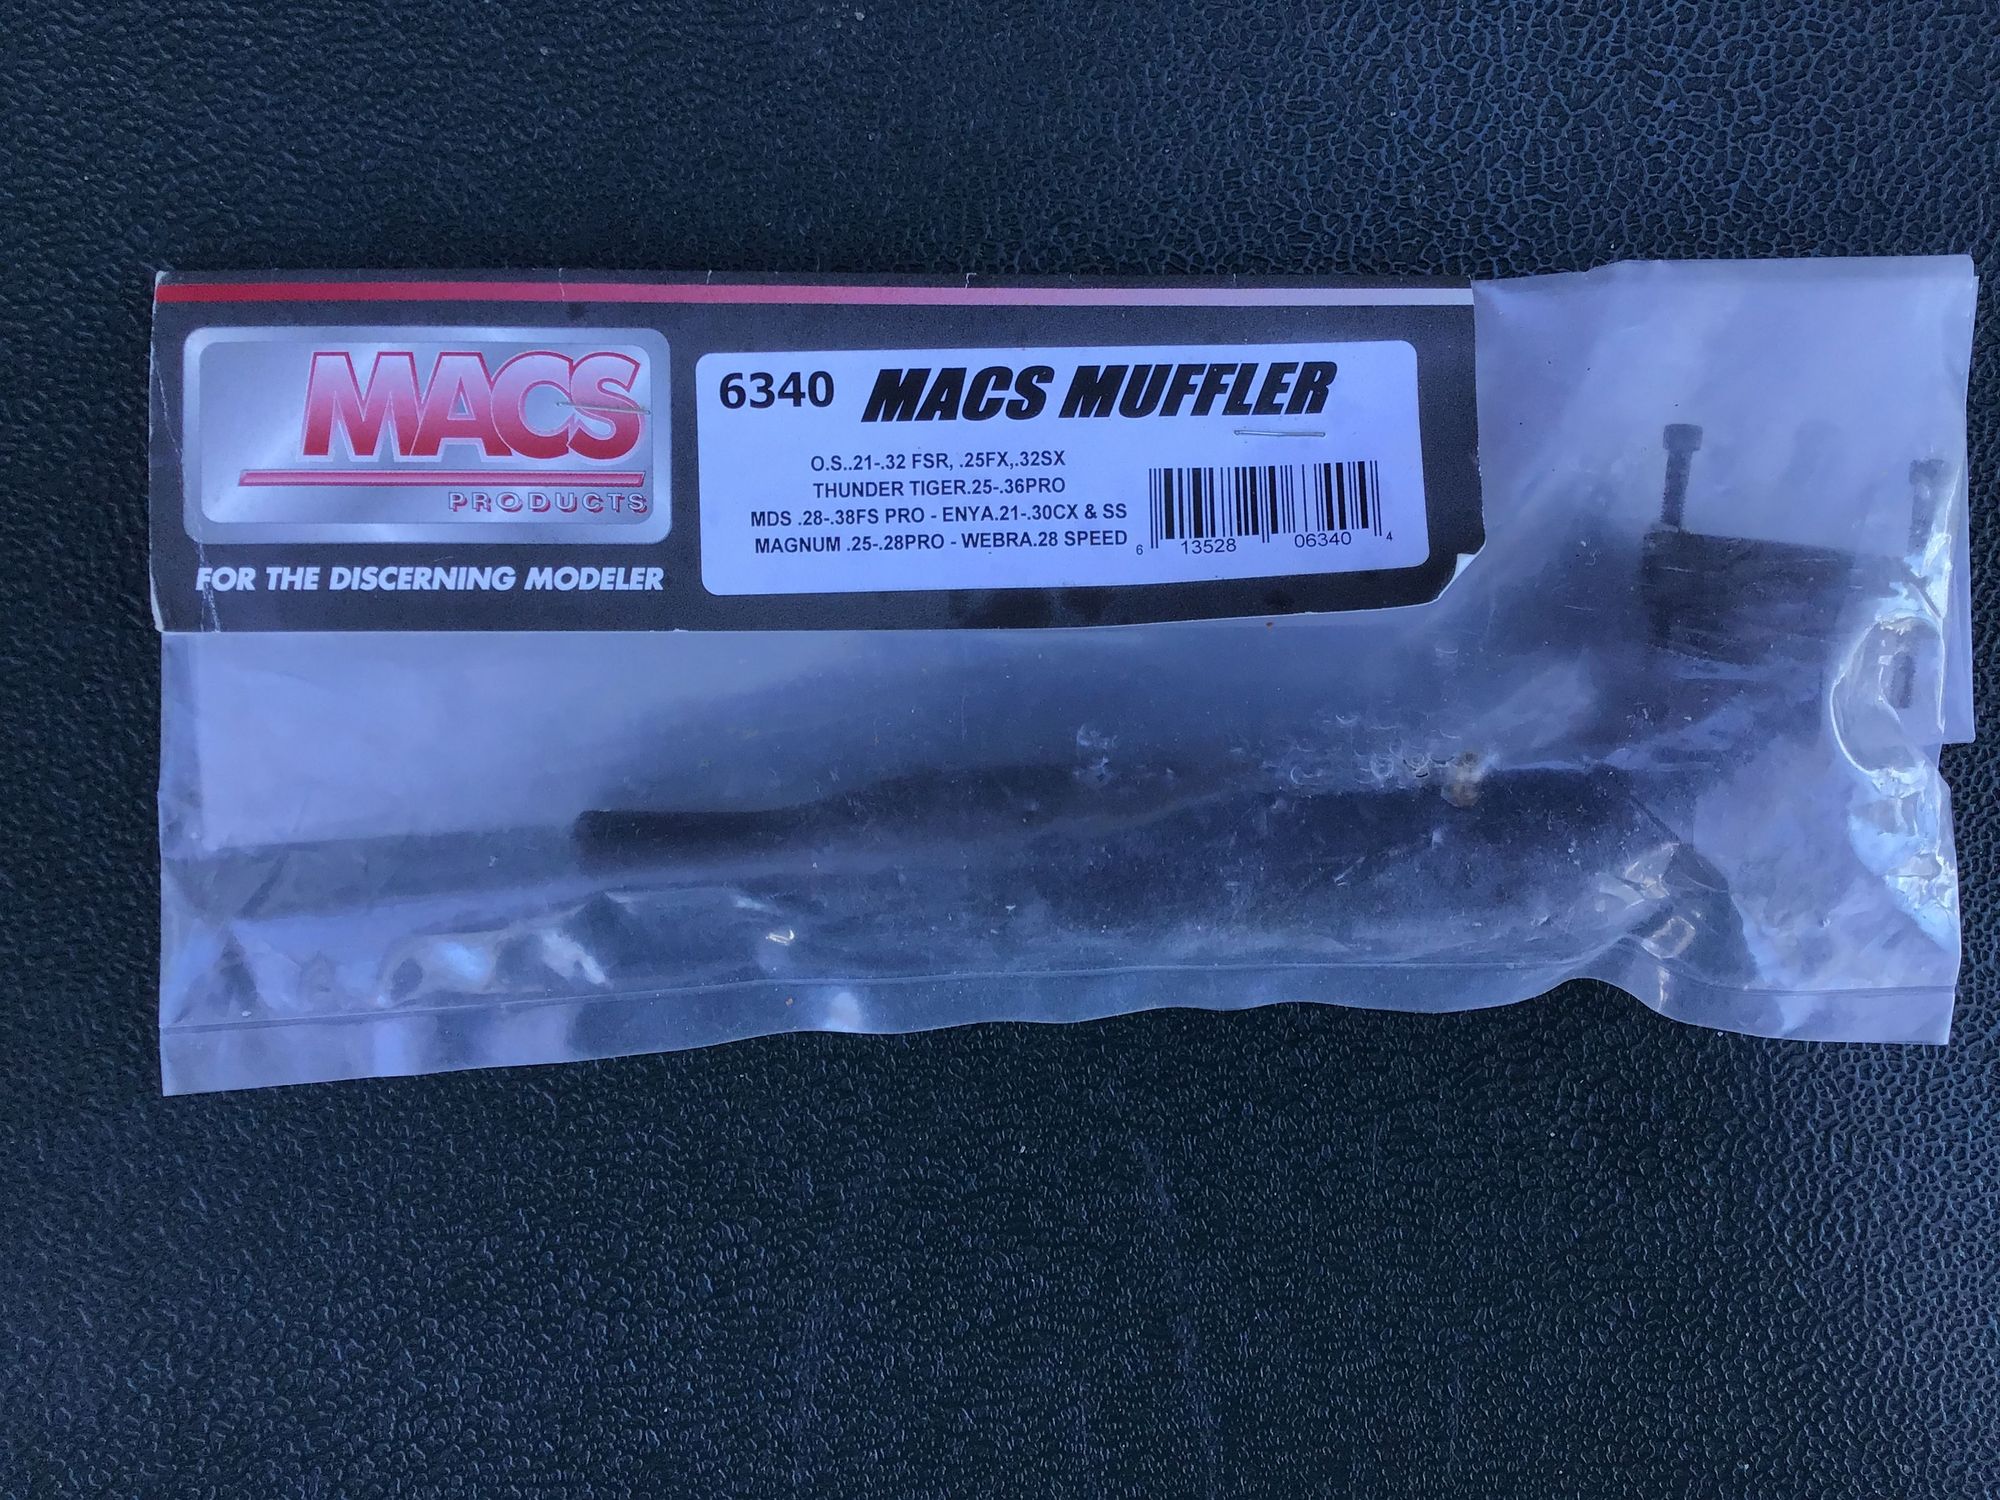 MACS
PRODUCTS
FOR THE DISCERNING MODELER
6340 MACS MUFFLER
O.S..21-.32 FSR, .25FX,.32SX
THUNDER TIGER.25-.36PRO
MDS .28-.38FS PRO - ENYA.21-.30CX & SS
MAGNUM .25-.28PRO - WEBRA.28 SPEED
6 13528 06340 4